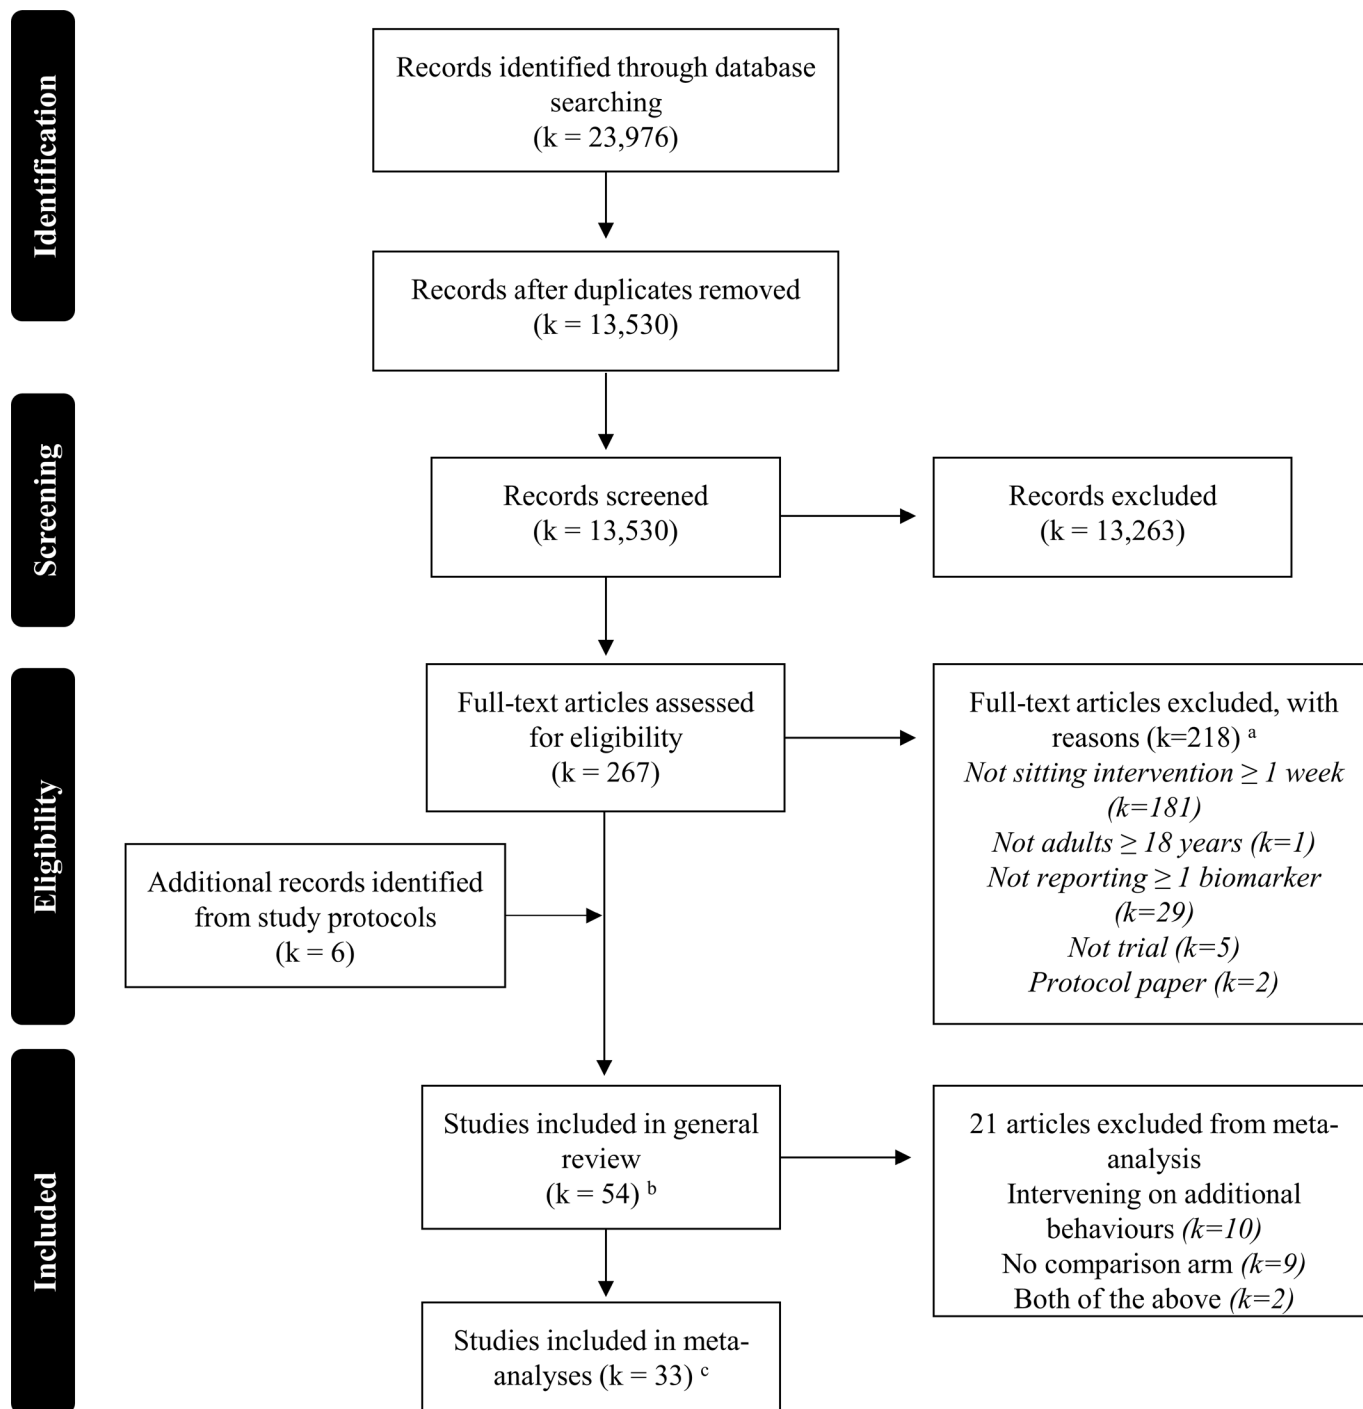 Identification
Records identified through database
searching
(k = 23,976)
Records after duplicates removed
(k = 13,530)
Screening
Records screened
(k = 13,530)
Records excluded
(k = 13,263)
Eligibility
Full-text articles assessed
for eligibility
(k = 267)
Full-text articles excluded, with
reasons (k=218) a
Not sitting intervention ≥ 1 week
(k=181)
Not adults ≥ 18 years (k=1)
Not reporting ≥ 1 biomarker
(k=29)
Not trial (k=5)
Protocol paper (k=2)
Additional records identified
from study protocols
(k = 6)
Included
Studies included in general
review
(k = 54) b
21 articles excluded from meta-
analysis
Intervening on additional
behaviours (k=10)
No comparison arm (k=9)
Both of the above (k=2)
Studies included in meta-
analyses (k = 33) c